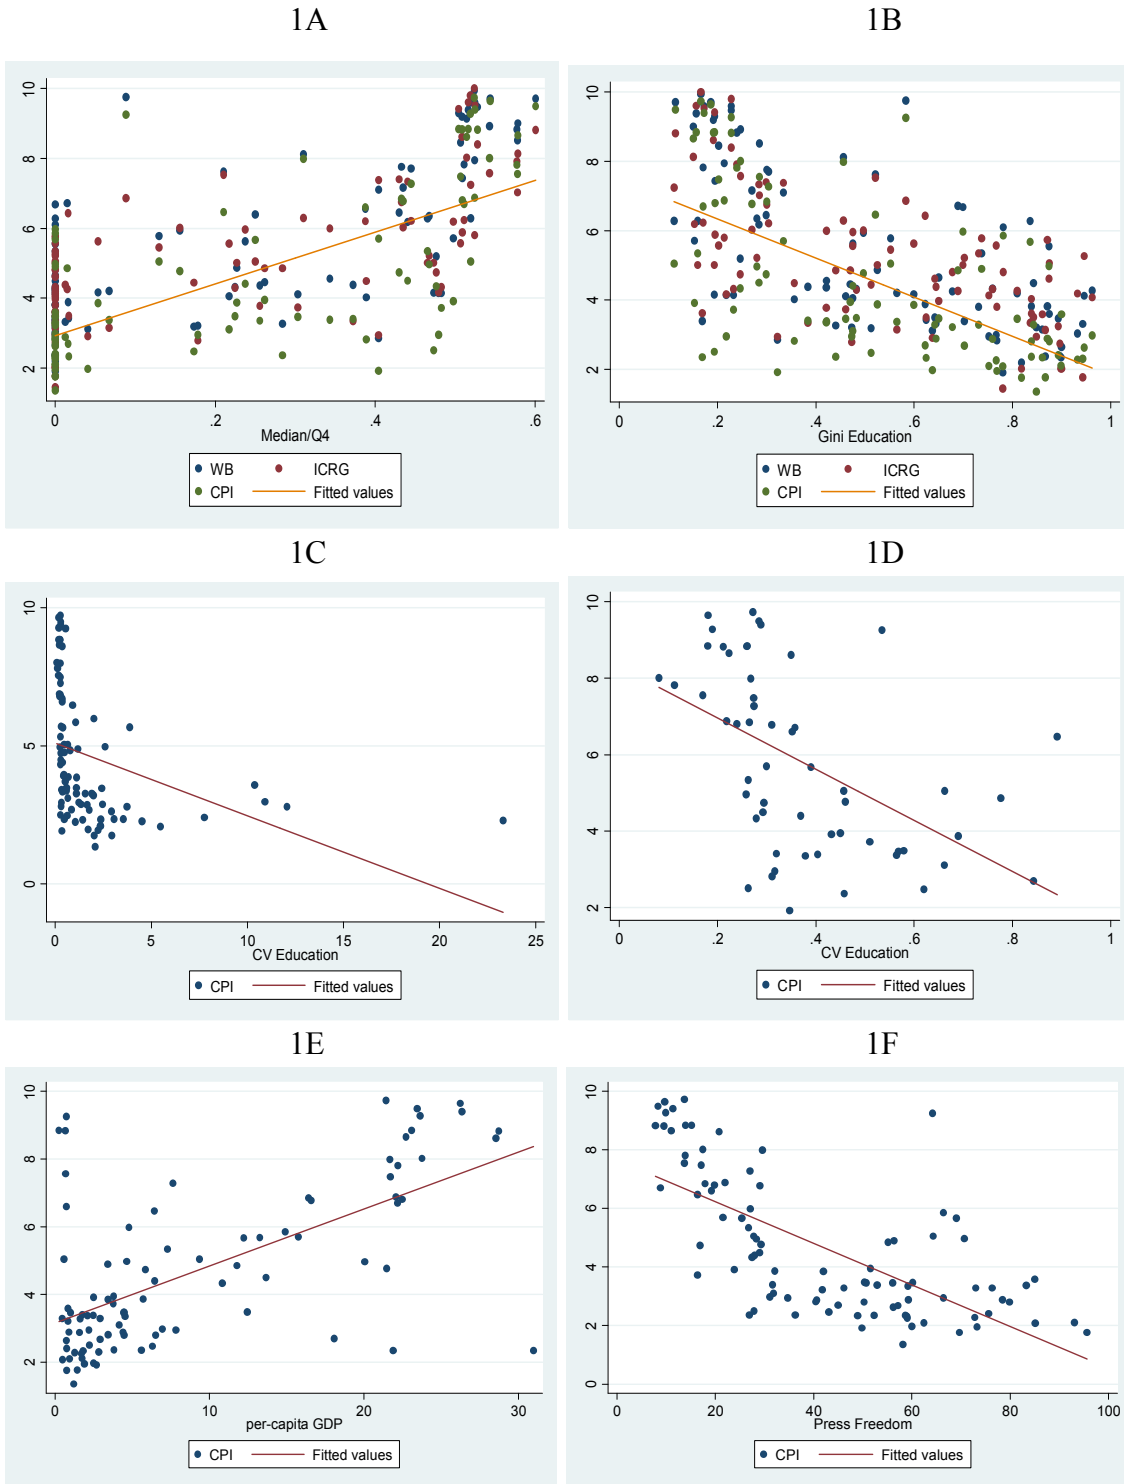 1A 1B
10
8
6
4
2
0 .2 .4 .6
Median/Q4
WB ICRG
CPI Fitted values
10
8
6
4
2
0 .2 .4 .6 .8 1
Gini Education
WB ICRG
CPI Fitted values
1C 1D
10
5
0
0 5 10 15 20 25
CV Education
CPI Fitted values
10
8
6
4
2
0 .2 .4 .6 .8 1
CV Education
CPI Fitted values
1E 1F
10
8
6
4
2
0 10 20 30
per-capita GDP
CPI Fitted values
10
8
6
4
2
0
0 20 40 60 80 100
Press Freedom
CPI Fitted values